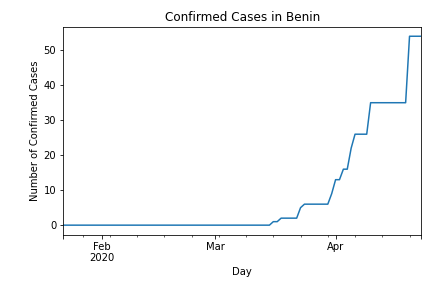 Confirmed Cases in Benin
Number of Confirmed Cases
50
40
30
20
10
0
Feb
2020
Mar
Apr
Day